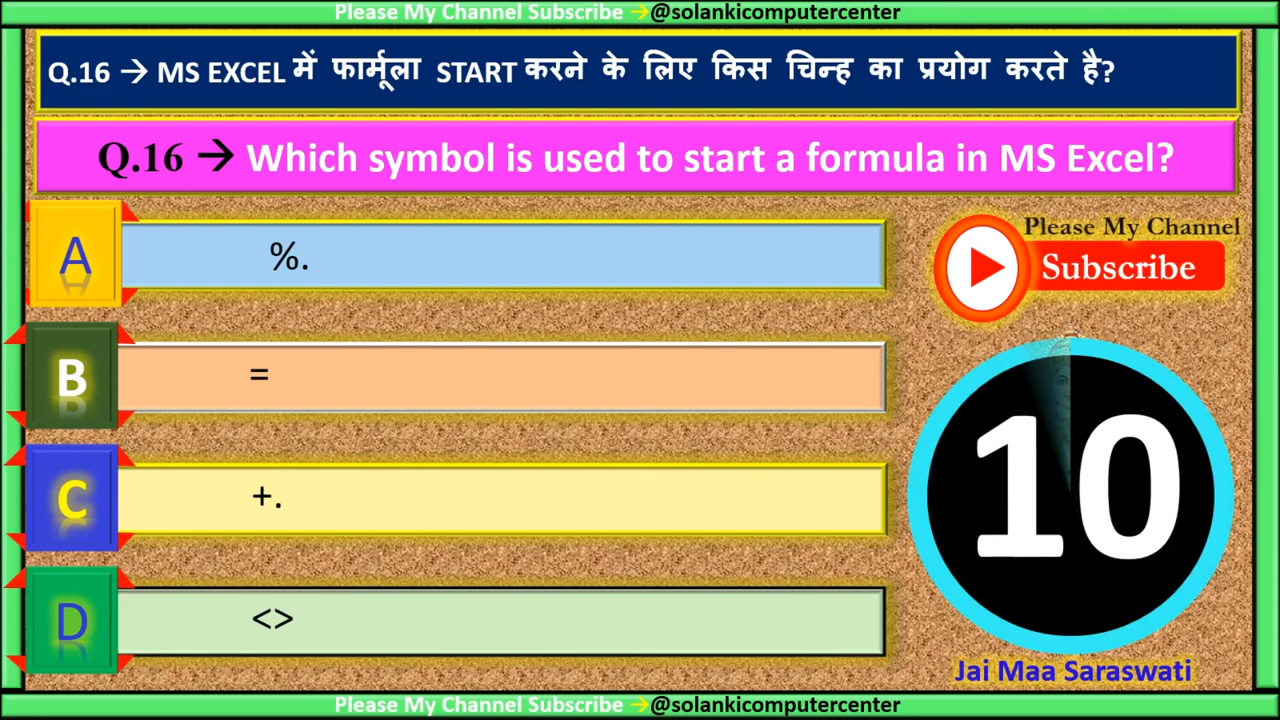 Please My Channel Subscribe →@solankicomputercenter
Q.16 → MS EXCEL में फार्मूला START करने के लिए किस चिन्ह का प्रयोग करते है?
Q.16 → Which symbol is used to start a formula in MS Excel?
A %.
Please My Channel
Subscribe
B =
C +.
10
D <>
Jai Maa Saraswati
Please My Channel Subscribe →@solankicomputercenter